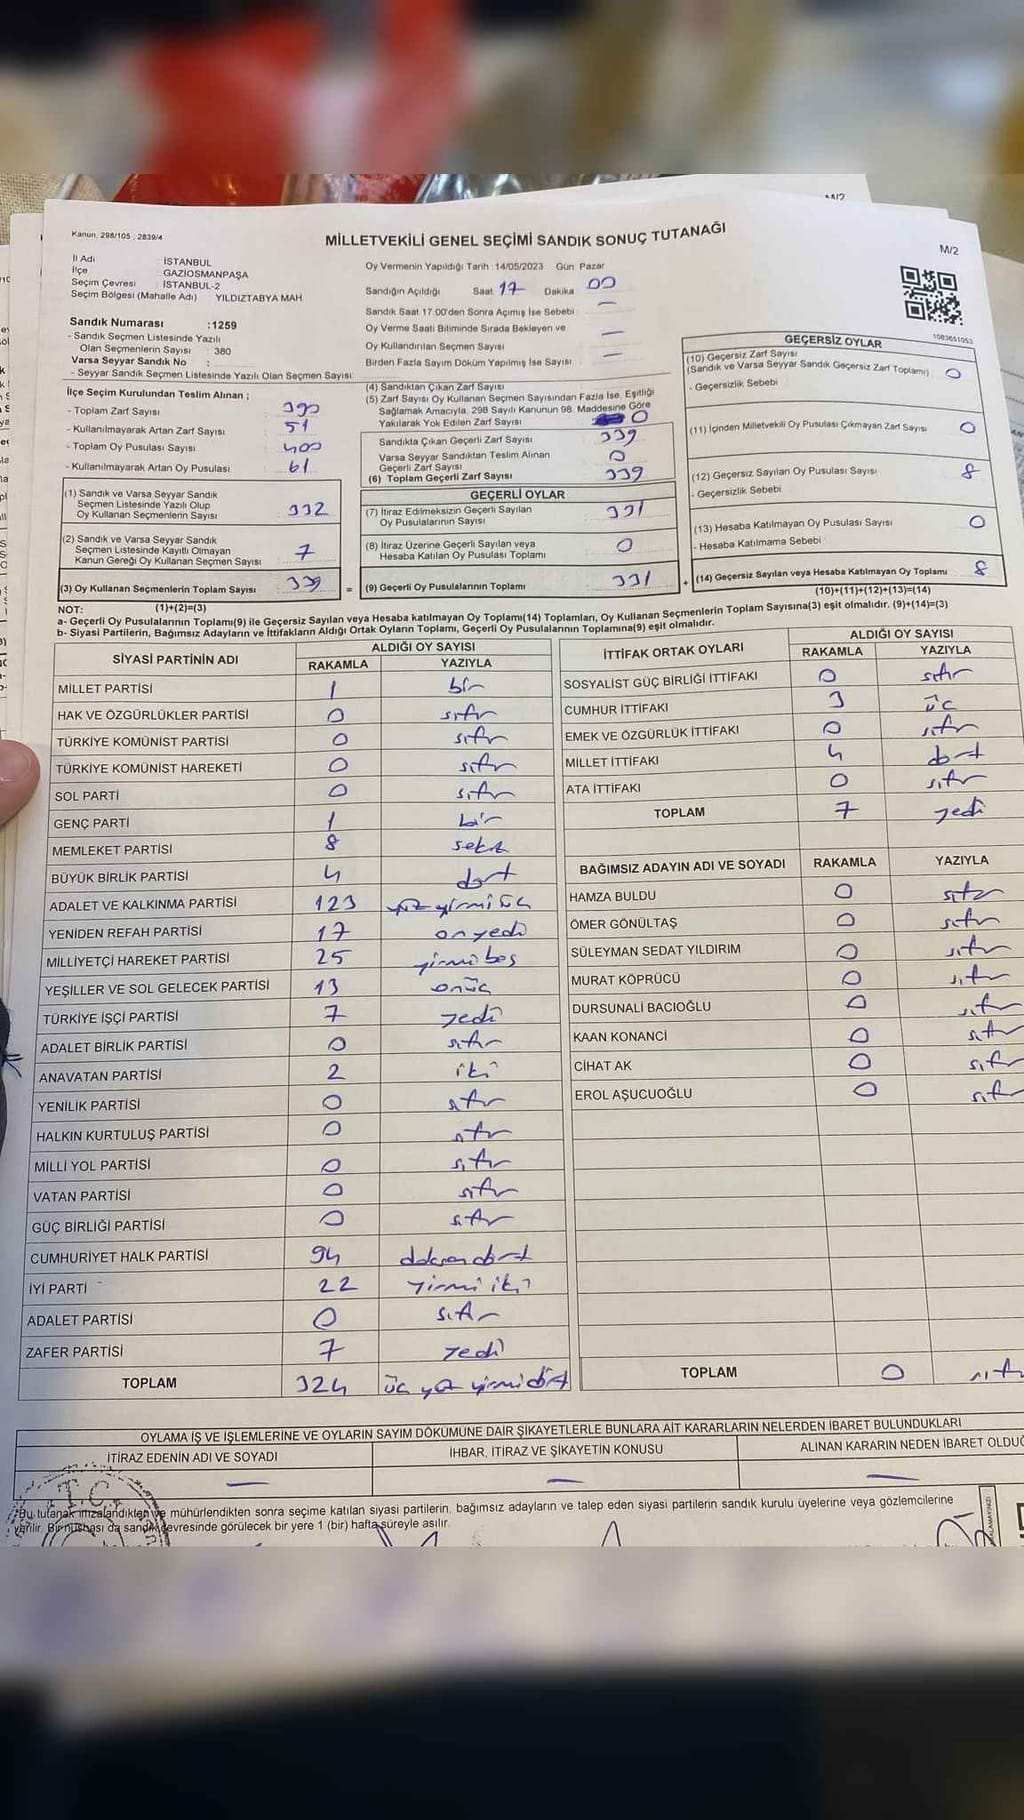 M/2
Kanun, 298/105 , 2839/4
MİLLETVEKİLİ GENEL SEÇİMİ SANDIK SONUÇ TUTANAĞI
M/2
İl Adı : İSTANBUL
İlçe GAZİOSMANPAŞA
Seçim Çevresi : İSTANBUL-2
Seçim Bölgesi (Mahalle Adı) YILDIZTABYA MAH.
Oy Vermenin Yapıldığı Tarih :14/05/2023 Gün: Pazar
Sandığın Açıldığı Saat 17 Dakika 00
Sandık Saat 17.00'den Sonra Açımış İse Sebebi —
Oy Verme Saati Bitiminde Sırada Bekleyen ve
Oy Kullandırılan Seçmen Sayısı —
Birden Fazla Sayım Döküm Yapılmış İse Sayısı —
1083651053
Sandık Numarası :1259
- Sandık Seçmen Listesinde Yazılı
Olan Seçmenlerin Sayısı : 380
Varsa Seyyar Sandık No :
- Seyyar Sandık Seçmen Listesinde Yazılı Olan Seçmen Sayısı:
İlçe Seçim Kurulundan Teslim Alınan ;
- Toplam Zarf Sayısı : 390
- Kullanılmayarak Artan Zarf Sayısı : 51
- Toplam Oy Pusulası Sayısı : 400
- Kullanılmayarak Artan Oy Pusulası : 61
(4) Sandıktan Çıkan Zarf Sayısı
(5) Zarf Sayısı Oy Kullanan Seçmen Sayısından Fazla İse, Eşitliği
Sağlamak Amacıyla, 298 Sayılı Kanunun 98. Maddesine Göre
Yakılarak Yok Edilen Zarf Sayısı 0
Sandıkta Çıkan Geçerli Zarf Sayısı 339
Varsa Seyyar Sandıktan Teslim Alınan
Geçerli Zarf Sayısı 0
(6) Toplam Geçerli Zarf Sayısı 339
GEÇERSİZ OYLAR
(10) Geçersiz Zarf Sayısı
(Sandık ve Varsa Seyyar Sandık Geçersiz Zarf Toplamı) 0
- Geçersizlik Sebebi
(11) İçinden Milletvekili Oy Pusulası Çıkmayan Zarf Sayısı 0
(12) Geçersiz Sayılan Oy Pusulası Sayısı 8
- Geçersizlik Sebebi
(13) Hesaba Katılmayan Oy Pusulası Sayısı 0
- Hesaba Katılmama Sebebi
(14) Geçersiz Sayılan veya Hesaba Katılmayan Oy Toplamı 8
(10)+(11)+(12)+(13)=(14)
(1) Sandık ve Varsa Seyyar Sandık
Seçmen Listesinde Yazılı Olup
Oy Kullanan Seçmenlerin Sayısı 332
(2) Sandık ve Varsa Seyyar Sandık
Seçmen Listesinde Kayıtlı Olmayan
Kanun Gereği Oy Kullanan Seçmen Sayısı 7
(3) Oy Kullanan Seçmenlerin Toplam Sayısı 339
GEÇERLİ OYLAR
(7) İtiraz Edilmeksizin Geçerli Sayılan
Oy Pusulalarının Sayısı 331
(8) İtiraz Üzerine Geçerli Sayılan veya
Hesaba Katılan Oy Pusulası Toplamı 0
= (9) Geçerli Oy Pusulalarının Toplamı 331 +
NOT: (1)+(2)=(3)
a- Geçerli Oy Pusulalarının Toplamı(9) ile Geçersiz Sayılan veya Hesaba katılmayan Oy Toplamı(14) Toplamları, Oy Kullanan Seçmenlerin Toplam Sayısına(3) eşit olmalıdır. (9)+(14)=(3)
b- Siyasi Partilerin, Bağımsız Adayların ve İttifakların Aldığı Ortak Oyların Toplamı, Geçerli Oy Pusulalarının Toplamına(9) eşit olmalıdır.
SİYASİ PARTİNİN ADI ALDIĞI OY SAYISI
RAKAMLA YAZIYLA
MİLLET PARTİSİ 1 bir
HAK VE ÖZGÜRLÜKLER PARTİSİ 0 sıfır
TÜRKİYE KOMÜNİST PARTİSİ 0 sıfır
TÜRKİYE KOMÜNİST HAREKETİ 0 sıfır
SOL PARTİ 0 sıfır
GENÇ PARTİ 1 bir
MEMLEKET PARTİSİ 8 sekiz
BÜYÜK BİRLİK PARTİSİ 4 dört
ADALET VE KALKINMA PARTİSİ 123 yüz yirmi üç
YENİDEN REFAH PARTİSİ 17 on yedi
MİLLİYETÇİ HAREKET PARTİSİ 25 yirmi beş
YEŞİLLER VE SOL GELECEK PARTİSİ 13 onüç
TÜRKİYE İŞÇİ PARTİSİ 7 yedi
ADALET BİRLİK PARTİSİ 0 sıfır
ANAVATAN PARTİSİ 2 iki
YENİLİK PARTİSİ 0 sıfır
HALKIN KURTULUŞ PARTİSİ 0 sıfır
MİLLİ YOL PARTİSİ 0 sıfır
VATAN PARTİSİ 0 sıfır
GÜÇ BİRLİĞİ PARTİSİ 0 sıfır
CUMHURİYET HALK PARTİSİ 94 doksan dört
İYİ PARTİ 22 yirmi iki
ADALET PARTİSİ 0 sıfır
ZAFER PARTİSİ 7 yedi
TOPLAM 324 üç yüz yirmi dört
İTTİFAK ORTAK OYLARI ALDIĞI OY SAYISI
RAKAMLA YAZIYLA
SOSYALİST GÜÇ BİRLİĞİ İTTİFAKI 0 sıfır
CUMHUR İTTİFAKI 3 üç
EMEK VE ÖZGÜRLÜK İTTİFAKI 0 sıfır
MİLLET İTTİFAKI 4 dört
ATA İTTİFAKI 0 sıfır
TOPLAM 7 yedi
BAĞIMSIZ ADAYIN ADI VE SOYADI RAKAMLA YAZIYLA
HAMZA BULDU 0 sıfır
ÖMER GÖNÜLTAŞ 0 sıfır
SÜLEYMAN SEDAT YILDIRIM 0 sıfır
MURAT KÖPRÜCÜ 0 sıfır
DURSUNALİ BACIOĞLU 0 sıfır
KAAN KONANCİ 0 sıfır
CİHAT AK 0 sıfır
EROL AŞUCUOĞLU 0 sıfır
TOPLAM 0 sıfır
OYLAMA İŞ VE İŞLEMLERİNE VE OYLARIN SAYIM DÖKÜMÜNE DAİR ŞİKAYETLERLE BUNLARA AİT KARARLARIN NELERDEN İBARET BULUNDUKLARI
İTİRAZ EDENİN ADI VE SOYADI İHBAR, İTİRAZ VE ŞİKAYETİN KONUSU ALINAN KARARIN NEDEN İBARET OLDUĞ
— — —
T.C.
Bu tutanak imzalandıktan ve mühürlendikten sonra seçime katılan siyasi partilerin, bağımsız adayların ve talep eden siyasi partilerin sandık kurulu üyelerine veya gözlemcilerine
verilir. Bir nüshası da sandık çevresinde görülecek bir yere 1 (bir) hafta süreyle asılır.